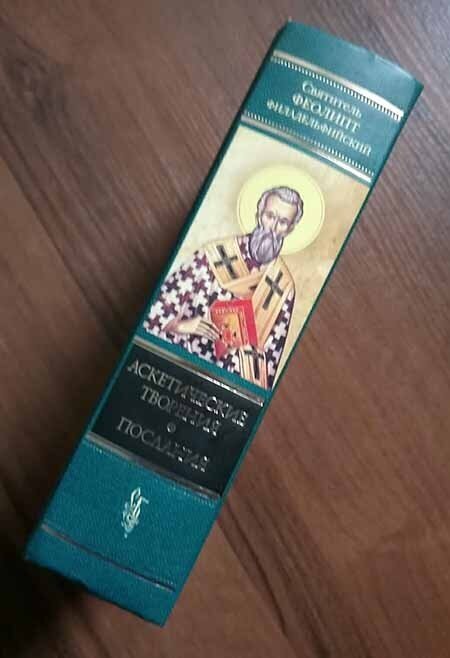 Святитель
ФЕОЛИПТ
ФИЛАДЕЛЬФИЙСКИЙ
АСКЕТИЧЕСКИЕ
ТВОРЕНИЯ
ПОСЛАНИЯ